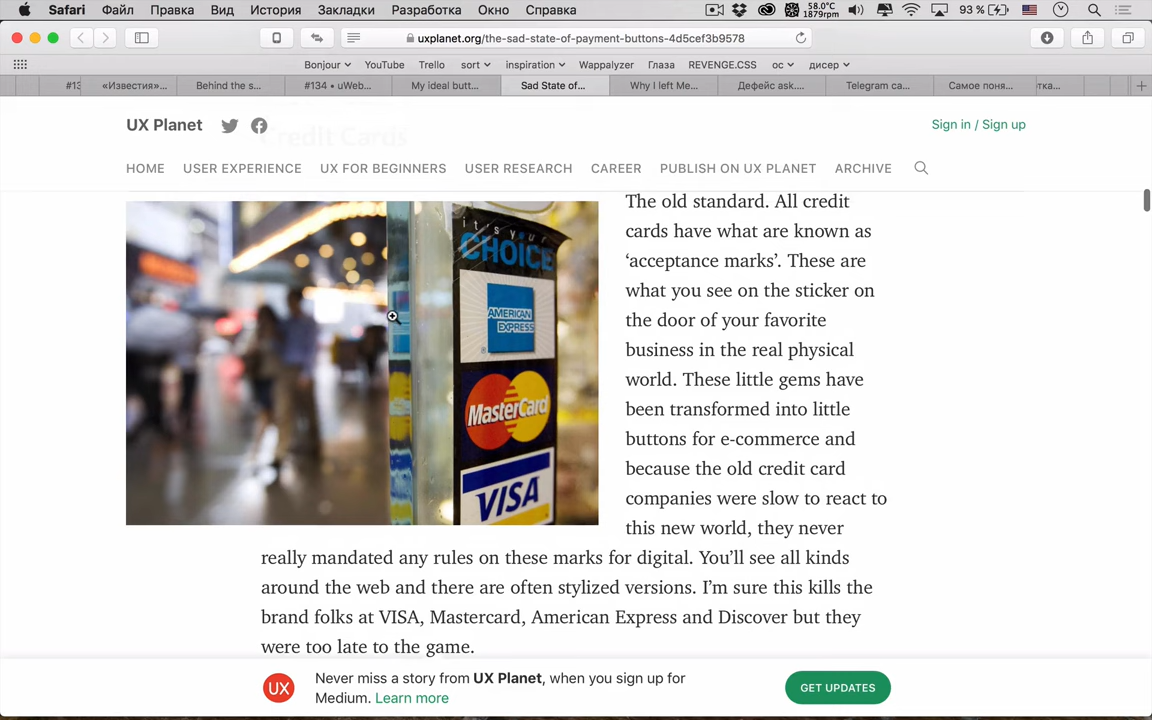 Safari Файл Правка Вид История Закладки Разработка Окно Справка 58.0°C 1879rpm 93 %
uxplanet.org/the-sad-state-of-payment-buttons-4d5cef3b9578
Bonjour YouTube Trello sort inspiration Wappalyzer Глаза REVENGE.CSS ос дисер
#13 «Известия»... Behind the s... #134 • uWeb... My ideal butt... Sad State of... Why I left Me... Дефейс ask.... Telegram ca... Самое поня... тка...
UX Planet Sign in / Sign up
Credit Cards
HOME USER EXPERIENCE UX FOR BEGINNERS USER RESEARCH CAREER PUBLISH ON UX PLANET ARCHIVE
it's your
CHOICE
AMERICAN
EXPRESS
MasterCard
VISA
The old standard. All credit
cards have what are known as
‘acceptance marks’. These are
what you see on the sticker on
the door of your favorite
business in the real physical
world. These little gems have
been transformed into little
buttons for e-commerce and
because the old credit card
companies were slow to react to
this new world, they never
really mandated any rules on these marks for digital. You’ll see all kinds
around the web and there are often stylized versions. I’m sure this kills the
brand folks at VISA, Mastercard, American Express and Discover but they
were too late to the game.
UX Never miss a story from UX Planet, when you sign up for
Medium. Learn more
GET UPDATES